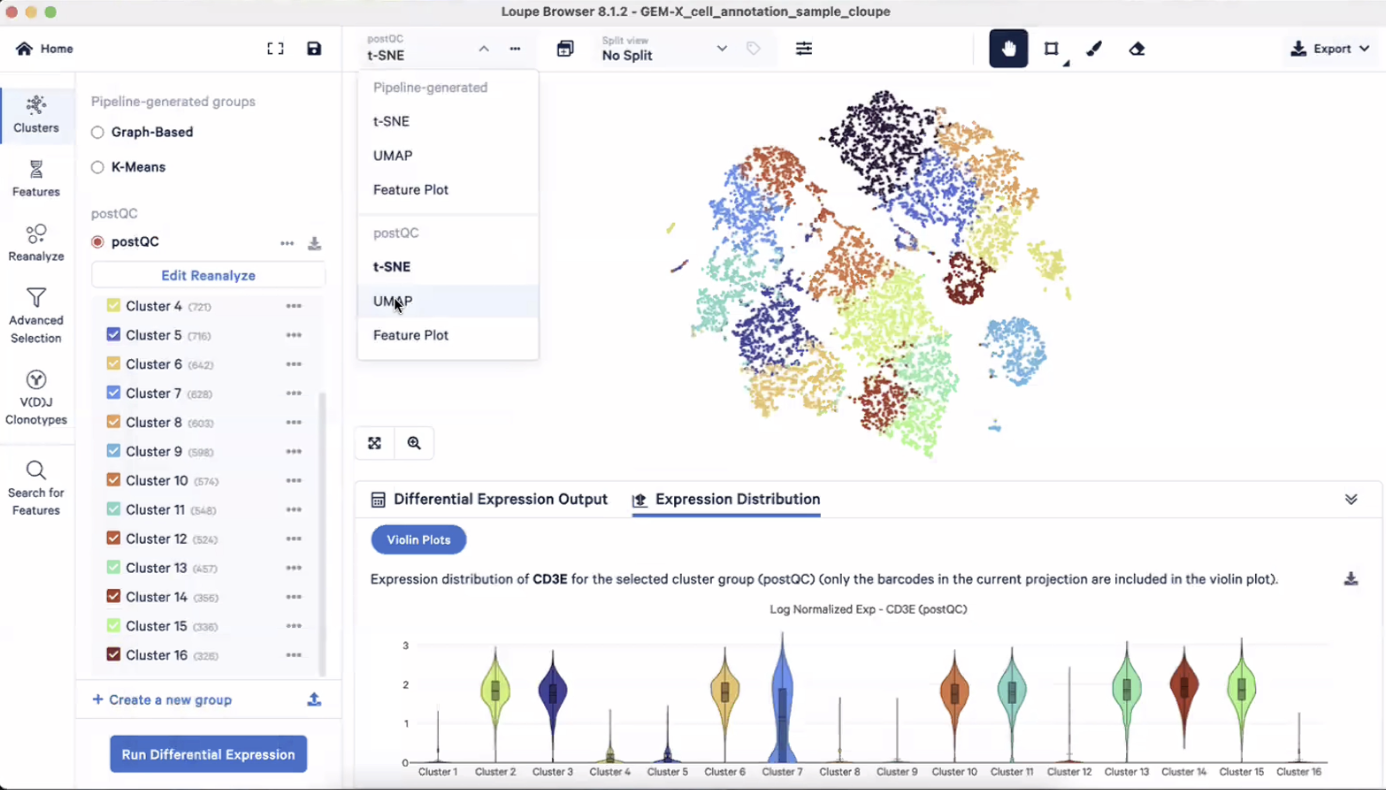 Loupe Browser 8.1.2 - GEM-X_cell_annotation_sample_cloupe
Home
postQC
t-SNE
Split view
No Split
Export
Clusters
Features
Reanalyze
Advanced
Selection
V(D)J
Clonotypes
Search for
Features
Pipeline-generated groups
Graph-Based
K-Means
postQC
postQC
Edit Reanalyze
Cluster 4 (721)
Cluster 5 (716)
Cluster 6 (642)
Cluster 7 (628)
Cluster 8 (603)
Cluster 9 (598)
Cluster 10 (574)
Cluster 11 (548)
Cluster 12 (524)
Cluster 13 (457)
Cluster 14 (356)
Cluster 15 (336)
Cluster 16 (326)
+ Create a new group
Run Differential Expression
Pipeline-generated
t-SNE
UMAP
Feature Plot
postQC
t-SNE
UMAP
Feature Plot
Differential Expression Output
Expression Distribution
Violin Plots
Expression distribution of CD3E for the selected cluster group (postQC) (only the barcodes in the current projection are included in the violin plot).
Log Normalized Exp - CD3E (postQC)
3
2
1
0
Cluster 1 Cluster 2 Cluster 3 Cluster 4 Cluster 5 Cluster 6 Cluster 7 Cluster 8 Cluster 9 Cluster 10 Cluster 11 Cluster 12 Cluster 13 Cluster 14 Cluster 15 Cluster 16